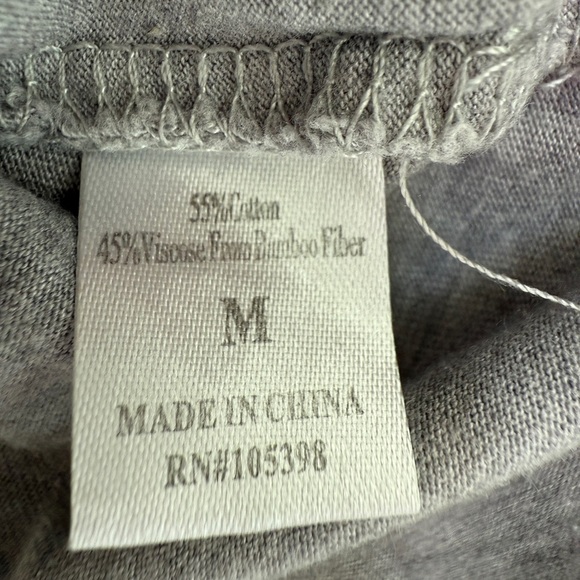 55%Cotton
45%Viscose From Bamboo Fiber
M
MADE IN CHINA
RN#105398